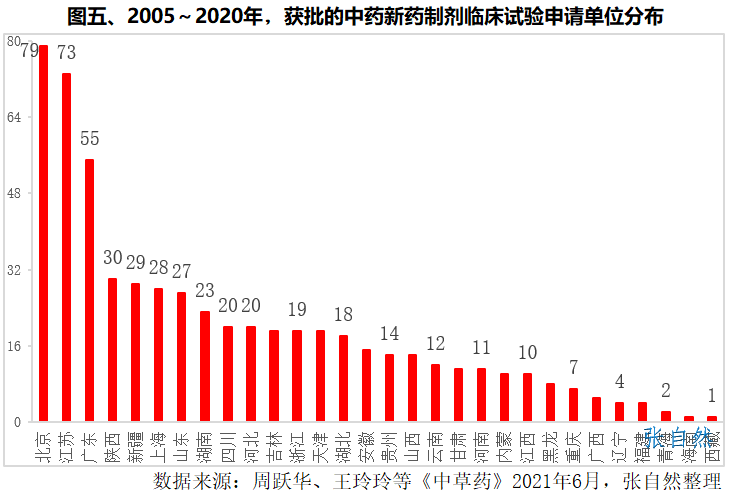 图五、2005～2020年，获批的中药新药制剂临床试验申请单位分布
80
64
48
32
16
0
79
73
55
30
29
28
27
23
20
20
19
18
14
12
11
10
7
4
2
1
北京
江苏
广东
陕西
新疆
上海
山东
湖南
四川
河北
吉林
浙江
天津
湖北
安徽
贵州
山西
云南
甘肃
河南
内蒙
江西
黑龙
重庆
广西
辽宁
福建
青海
海南
西藏
张自然
数据来源：周跃华、王玲玲等《中草药》2021年6月，张自然整理